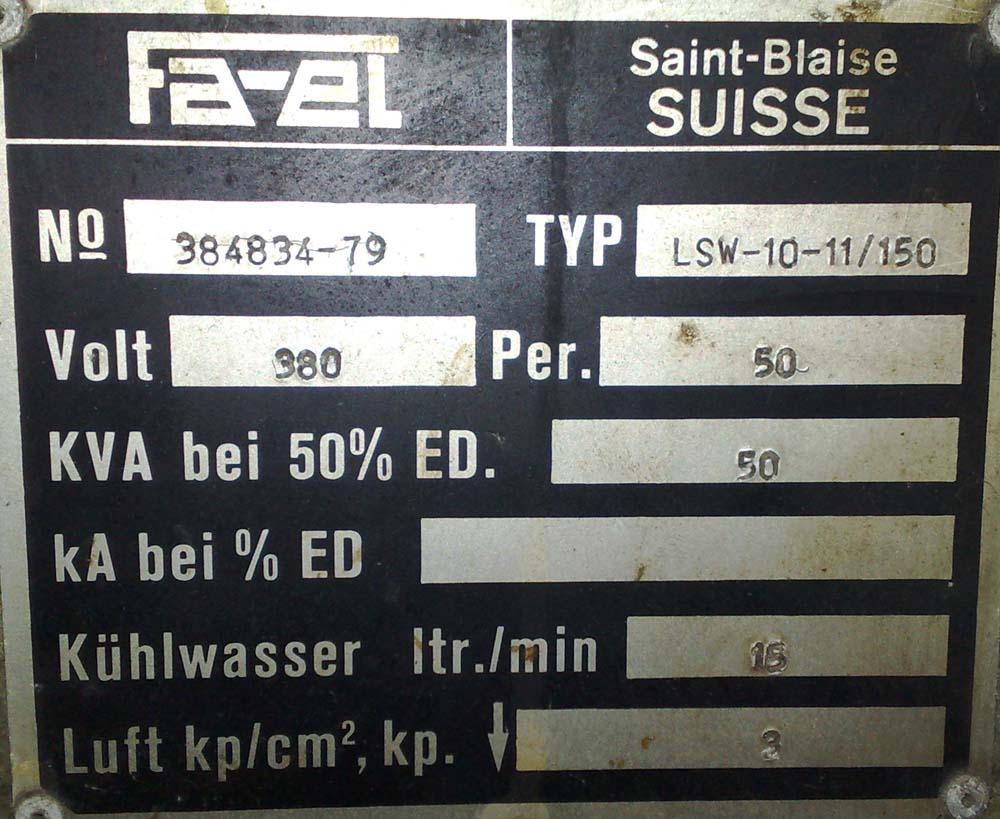 Fa-el
Saint-Blaise
SUISSE
Nº 384834-79 TYP LSW-10-11/150
Volt 380 Per. 50
KVA bei 50% ED. 50
kA bei % ED
Kühlwasser ltr./min 15
Luft kp/cm², kp. ↓ 3